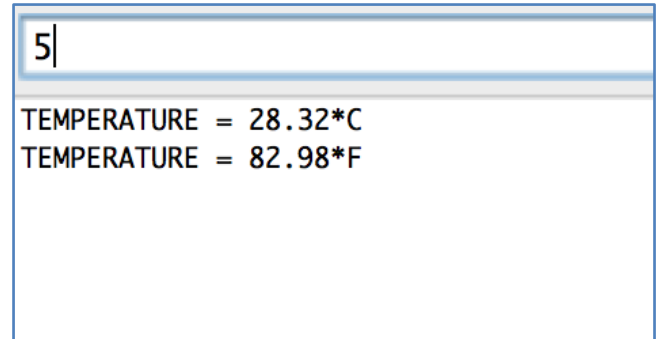 5
TEMPERATURE = 28.32*C
TEMPERATURE = 82.98*F